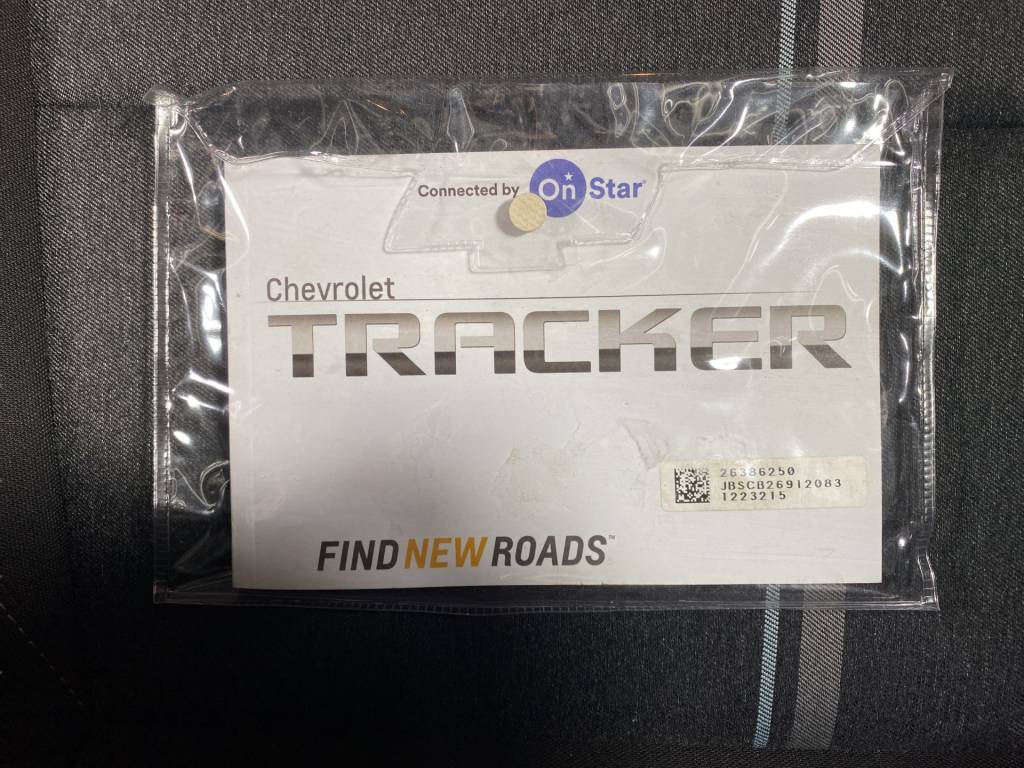 Connected by OnStar®
Chevrolet
TRACKER
26386250
JBSCB26912083
1223215
FIND NEW ROADS™